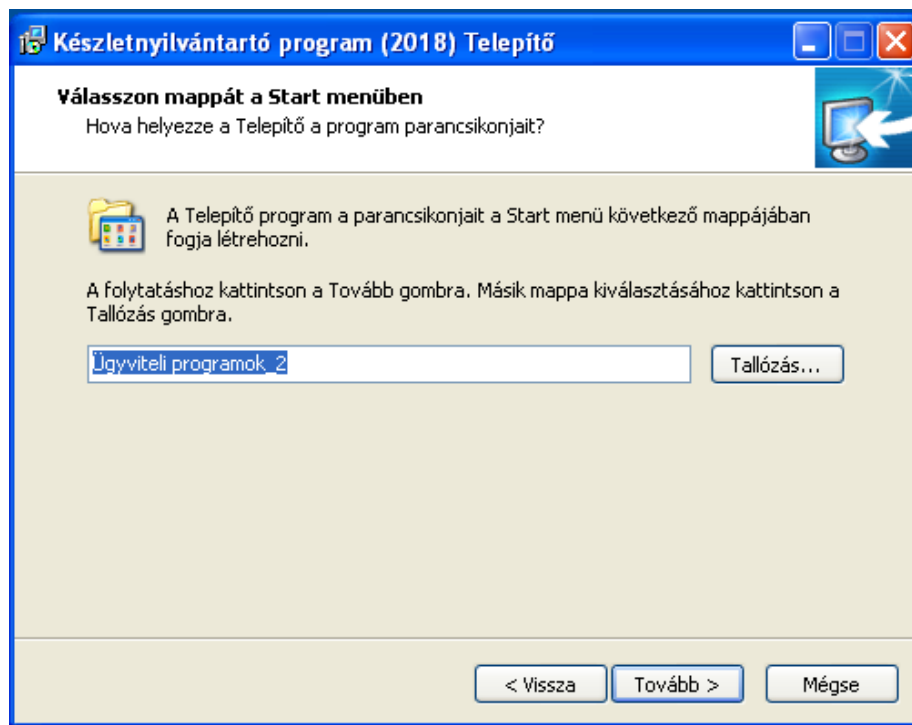 Készletnyilvántartó program (2018) Telepítő
Válasszon mappát a Start menüben
Hova helyezze a Telepítő a program parancsikonjait?
A Telepítő program a parancsikonjait a Start menü következő mappájában
fogja létrehozni.
A folytatáshoz kattintson a Tovább gombra. Másik mappa kiválasztásához kattintson a
Tallózás gombra.
Ügyviteli programok_2
Tallózás...
< Vissza
Tovább >
Mégse